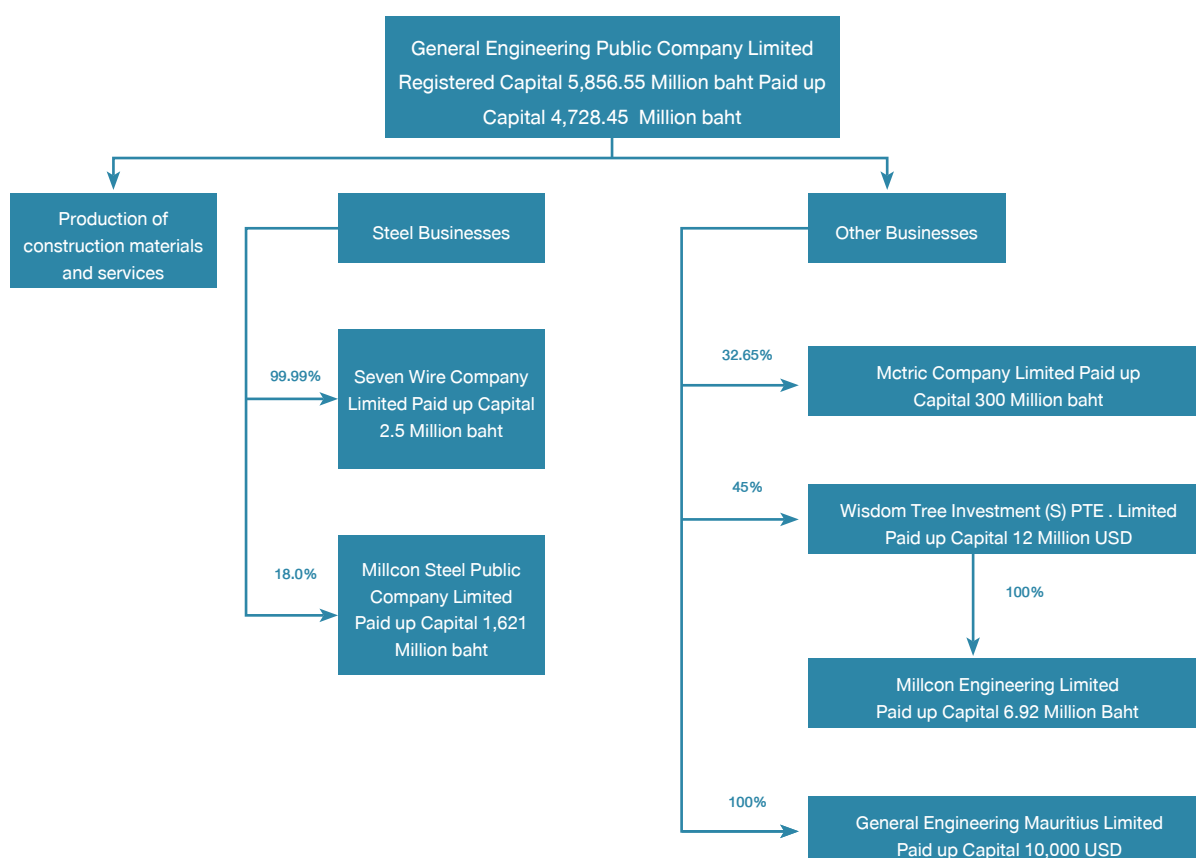 General Engineering Public Company Limited
Registered Capital 5,856.55 Million baht Paid up
Capital 4,728.45 Million baht
Production of
construction materials
and services
Steel Businesses
99.99%
Seven Wire Company
Limited Paid up Capital
2.5 Million baht
18.0%
Millcon Steel Public
Company Limited
Paid up Capital 1,621
Million baht
Other Businesses
32.65%
Mctric Company Limited Paid up
Capital 300 Million baht
45%
Wisdom Tree Investment (S) PTE . Limited
Paid up Capital 12 Million USD
100%
Millcon Engineering Limited
Paid up Capital 6.92 Million Baht
100%
General Engineering Mauritius Limited
Paid up Capital 10,000 USD